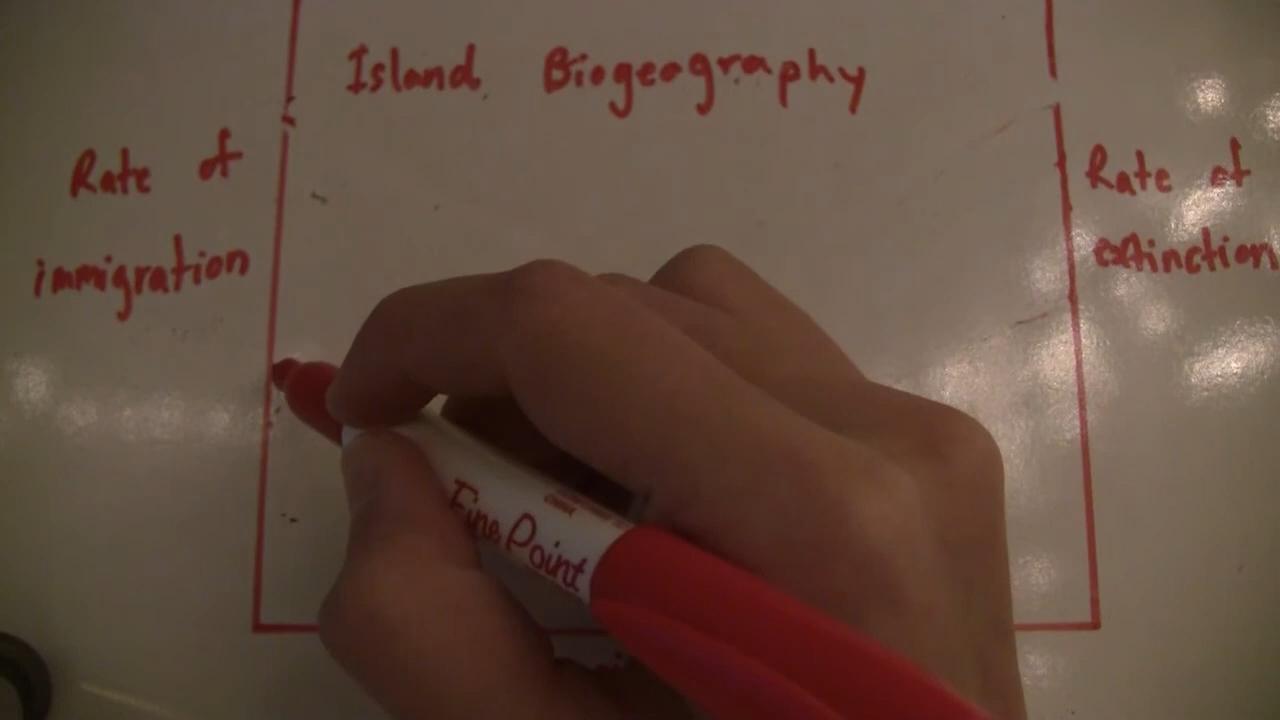 Island Biogeography
Rate of
immigration
Rate of
extinction
Fine Point